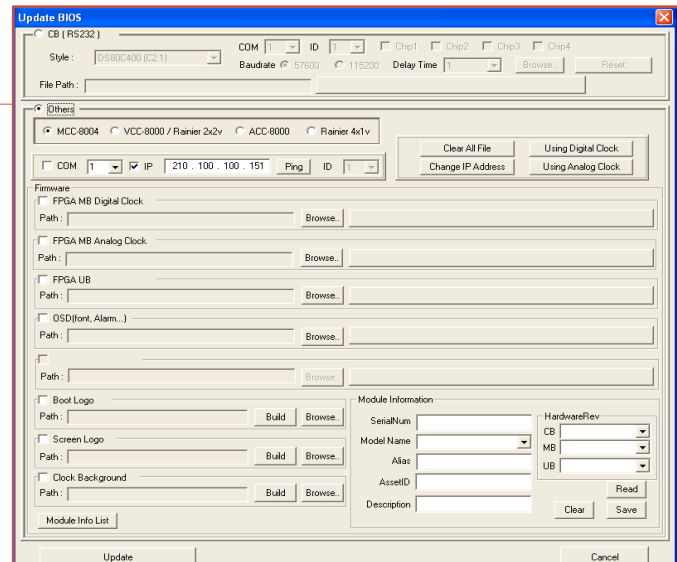 Update BIOS
CB ( RS232 )
COM 1 ID 1 Chip1 Chip2 Chip3 Chip4
Style : DS80C400 (C2.1)
Baudrate 57600 115200 Delay Time 1 Browse.. Reset
File Path :
Others
MCC-8004 VCC-8000 / Rainier 2x2v ACC-8000 Rainier 4x1v
Clear All File Using Digital Clock
COM 1 IP 210 . 100 . 100 . 151 Ping ID 1
Change IP Address Using Analog Clock
Firmware
FPGA MB Digital Clock
Path : Browse..
FPGA MB Analog Clock
Path : Browse..
FPGA UB
Path : Browse..
OSD(font, Alarm...)
Path : Browse..
Path : Browse..
Boot Logo
Path : Build Browse..
Screen Logo
Path : Build Browse..
Clock Background
Path : Build Browse..
Module Info List
Module Information
SerialNum
Model Name
Alias
AssetID
Description
HardwareRev
CB
MB
UB
Read
Clear Save
Update Cancel